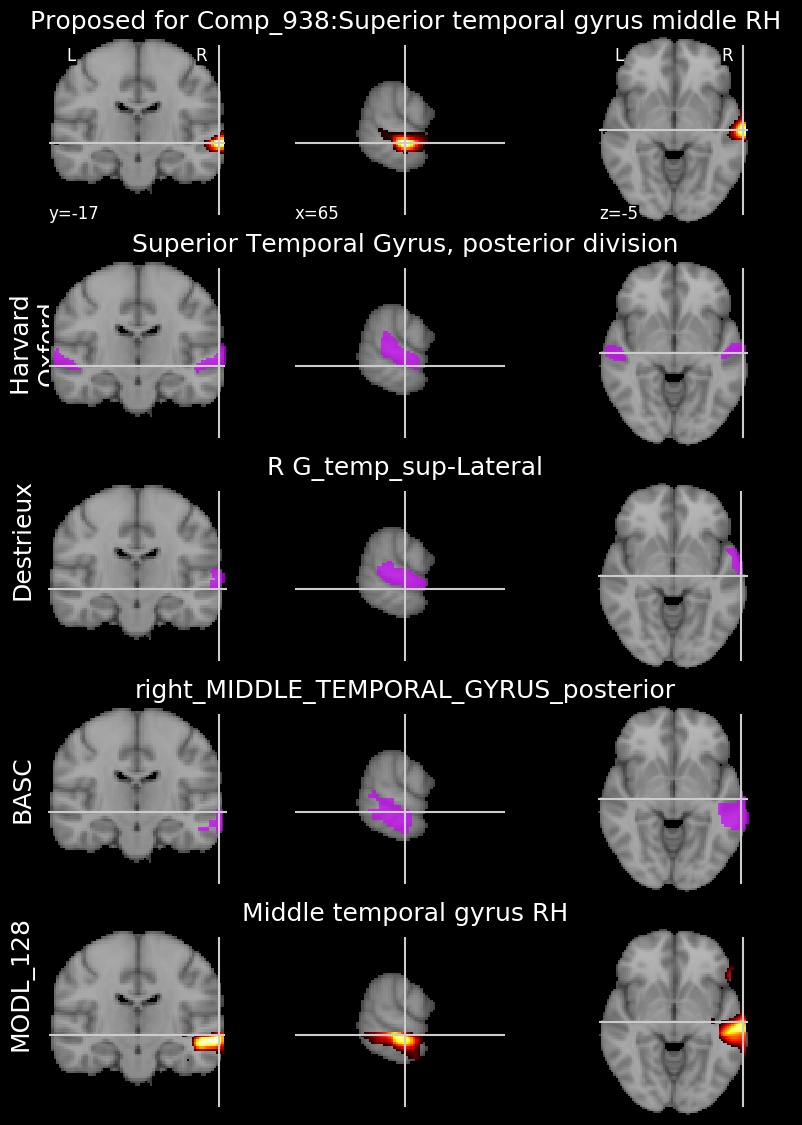 Proposed for Comp_938:Superior temporal gyrus middle RH
L R L R
y=-17 x=65 z=-5
Superior Temporal Gyrus, posterior division
Harvard
Oxford
R G_temp_sup-Lateral
Destrieux
right_MIDDLE_TEMPORAL_GYRUS_posterior
BASC
Middle temporal gyrus RH
MODL_128